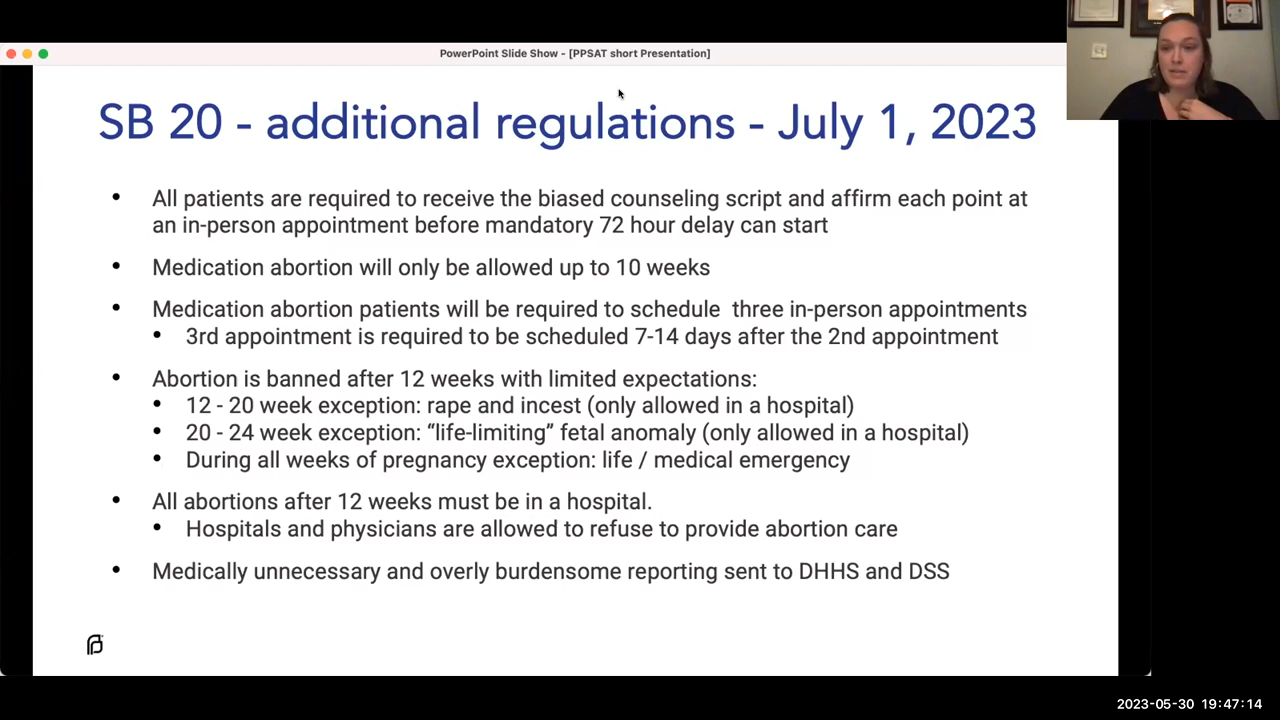 PowerPoint Slide Show - [PPSAT short Presentation]
SB 20 - additional regulations - July 1, 2023
• All patients are required to receive the biased counseling script and affirm each point at
an in-person appointment before mandatory 72 hour delay can start
• Medication abortion will only be allowed up to 10 weeks
• Medication abortion patients will be required to schedule  three in-person appointments
• 3rd appointment is required to be scheduled 7-14 days after the 2nd appointment
• Abortion is banned after 12 weeks with limited expectations:
• 12 - 20 week exception: rape and incest (only allowed in a hospital)
• 20 - 24 week exception: “life-limiting” fetal anomaly (only allowed in a hospital)
• During all weeks of pregnancy exception: life / medical emergency
• All abortions after 12 weeks must be in a hospital.
• Hospitals and physicians are allowed to refuse to provide abortion care
• Medically unnecessary and overly burdensome reporting sent to DHHS and DSS
2023-05-30 19:47:14